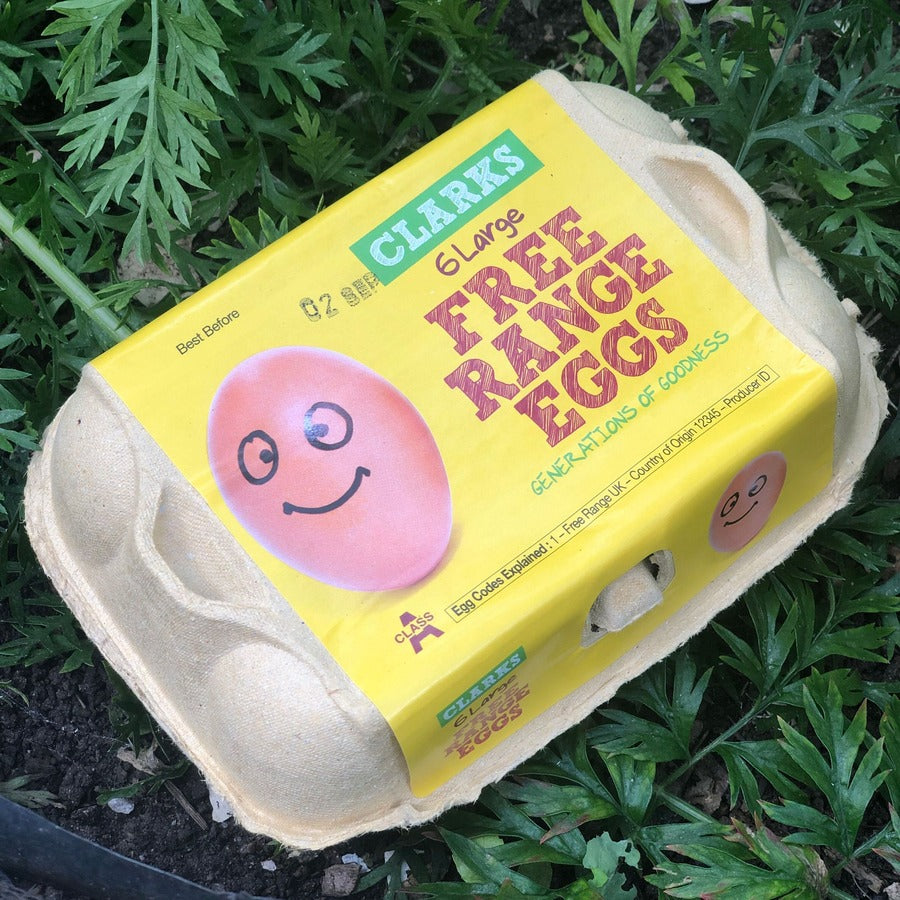 CLARKS
6 Large
FREE
RANGE
EGGS
GENERATIONS OF GOODNESS
Best Before
02 SEP
Egg Codes Explained : 1 – Free Range UK – Country of Origin 12345 – Producer ID
CLASS
A
CLARKS
6 Large
FREE
RANGE
EGGS